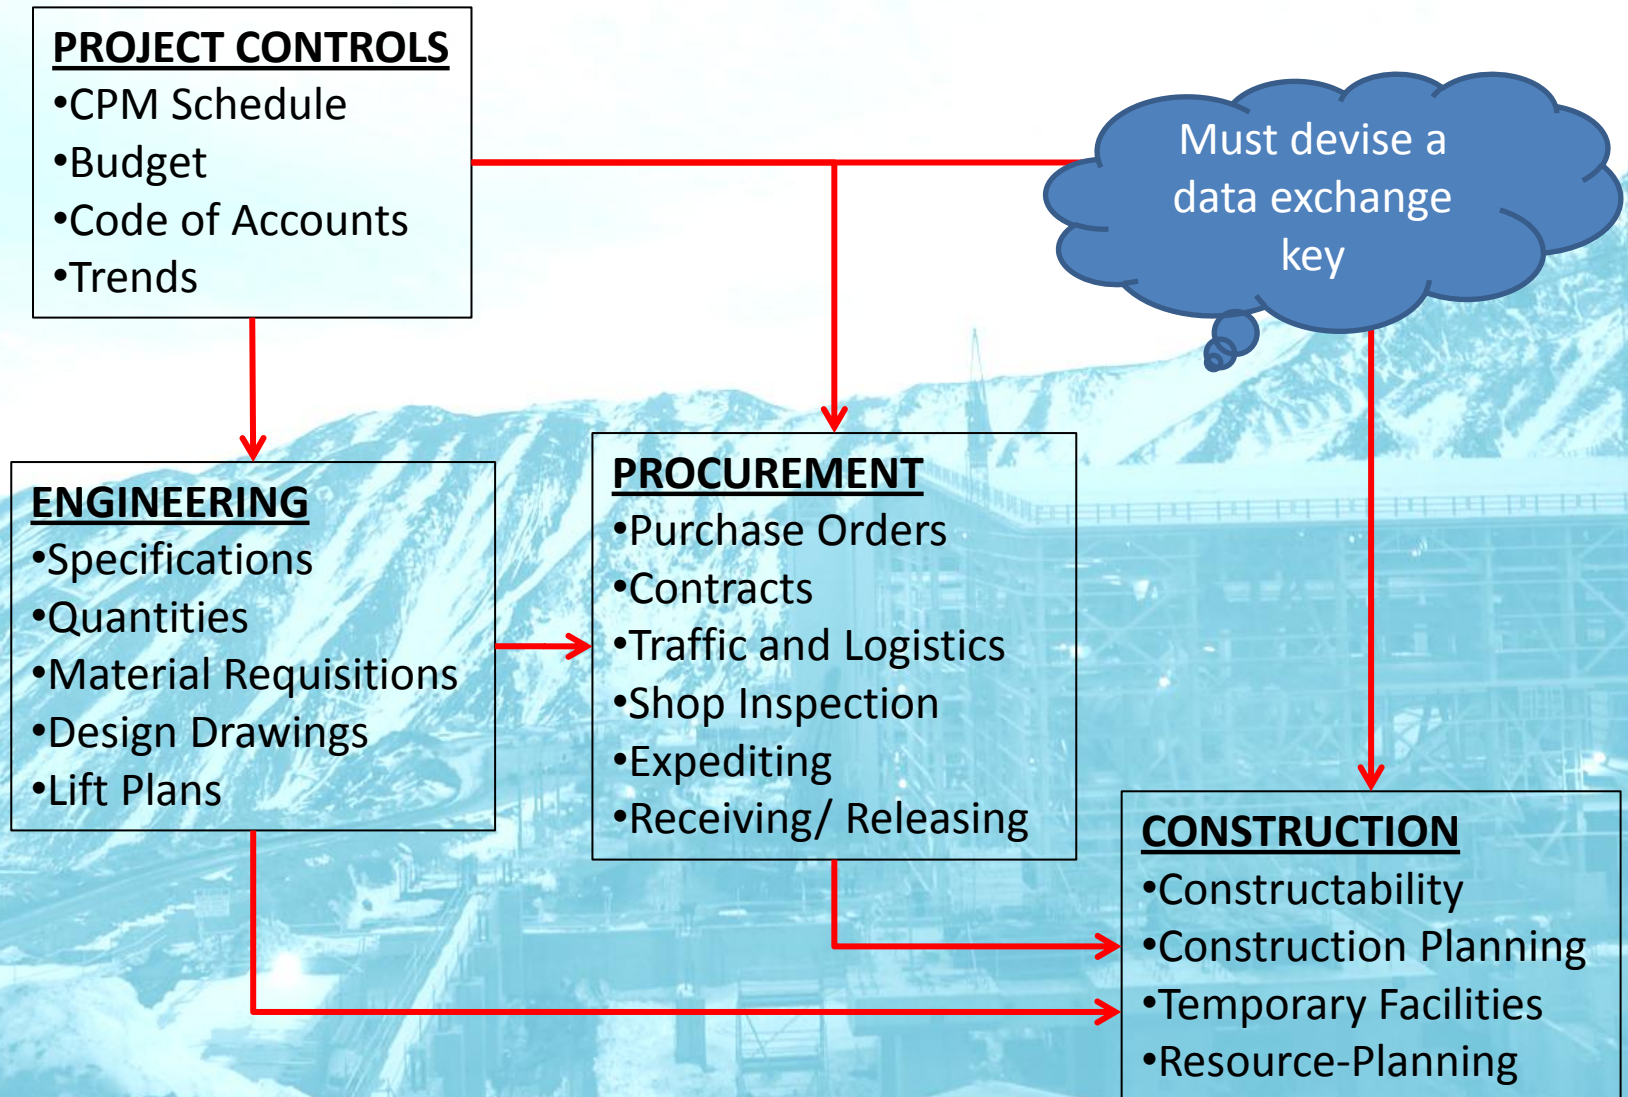 PROJECT CONTROLS
•CPM Schedule
•Budget
•Code of Accounts
•Trends
Must devise a
data exchange
key
ENGINEERING
•Specifications
•Quantities
•Material Requisitions
•Design Drawings
•Lift Plans
PROCUREMENT
•Purchase Orders
•Contracts
•Traffic and Logistics
•Shop Inspection
•Expediting
•Receiving/ Releasing
CONSTRUCTION
•Constructability
•Construction Planning
•Temporary Facilities
•Resource-Planning